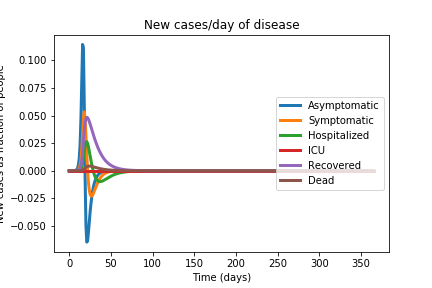 New cases/day of disease
New cases as fraction of people
0.100
0.075
0.050
0.025
0.000
−0.025
−0.050
0 50 100 150 200 250 300 350
Time (days)
Asymptomatic
Symptomatic
Hospitalized
ICU
Recovered
Dead